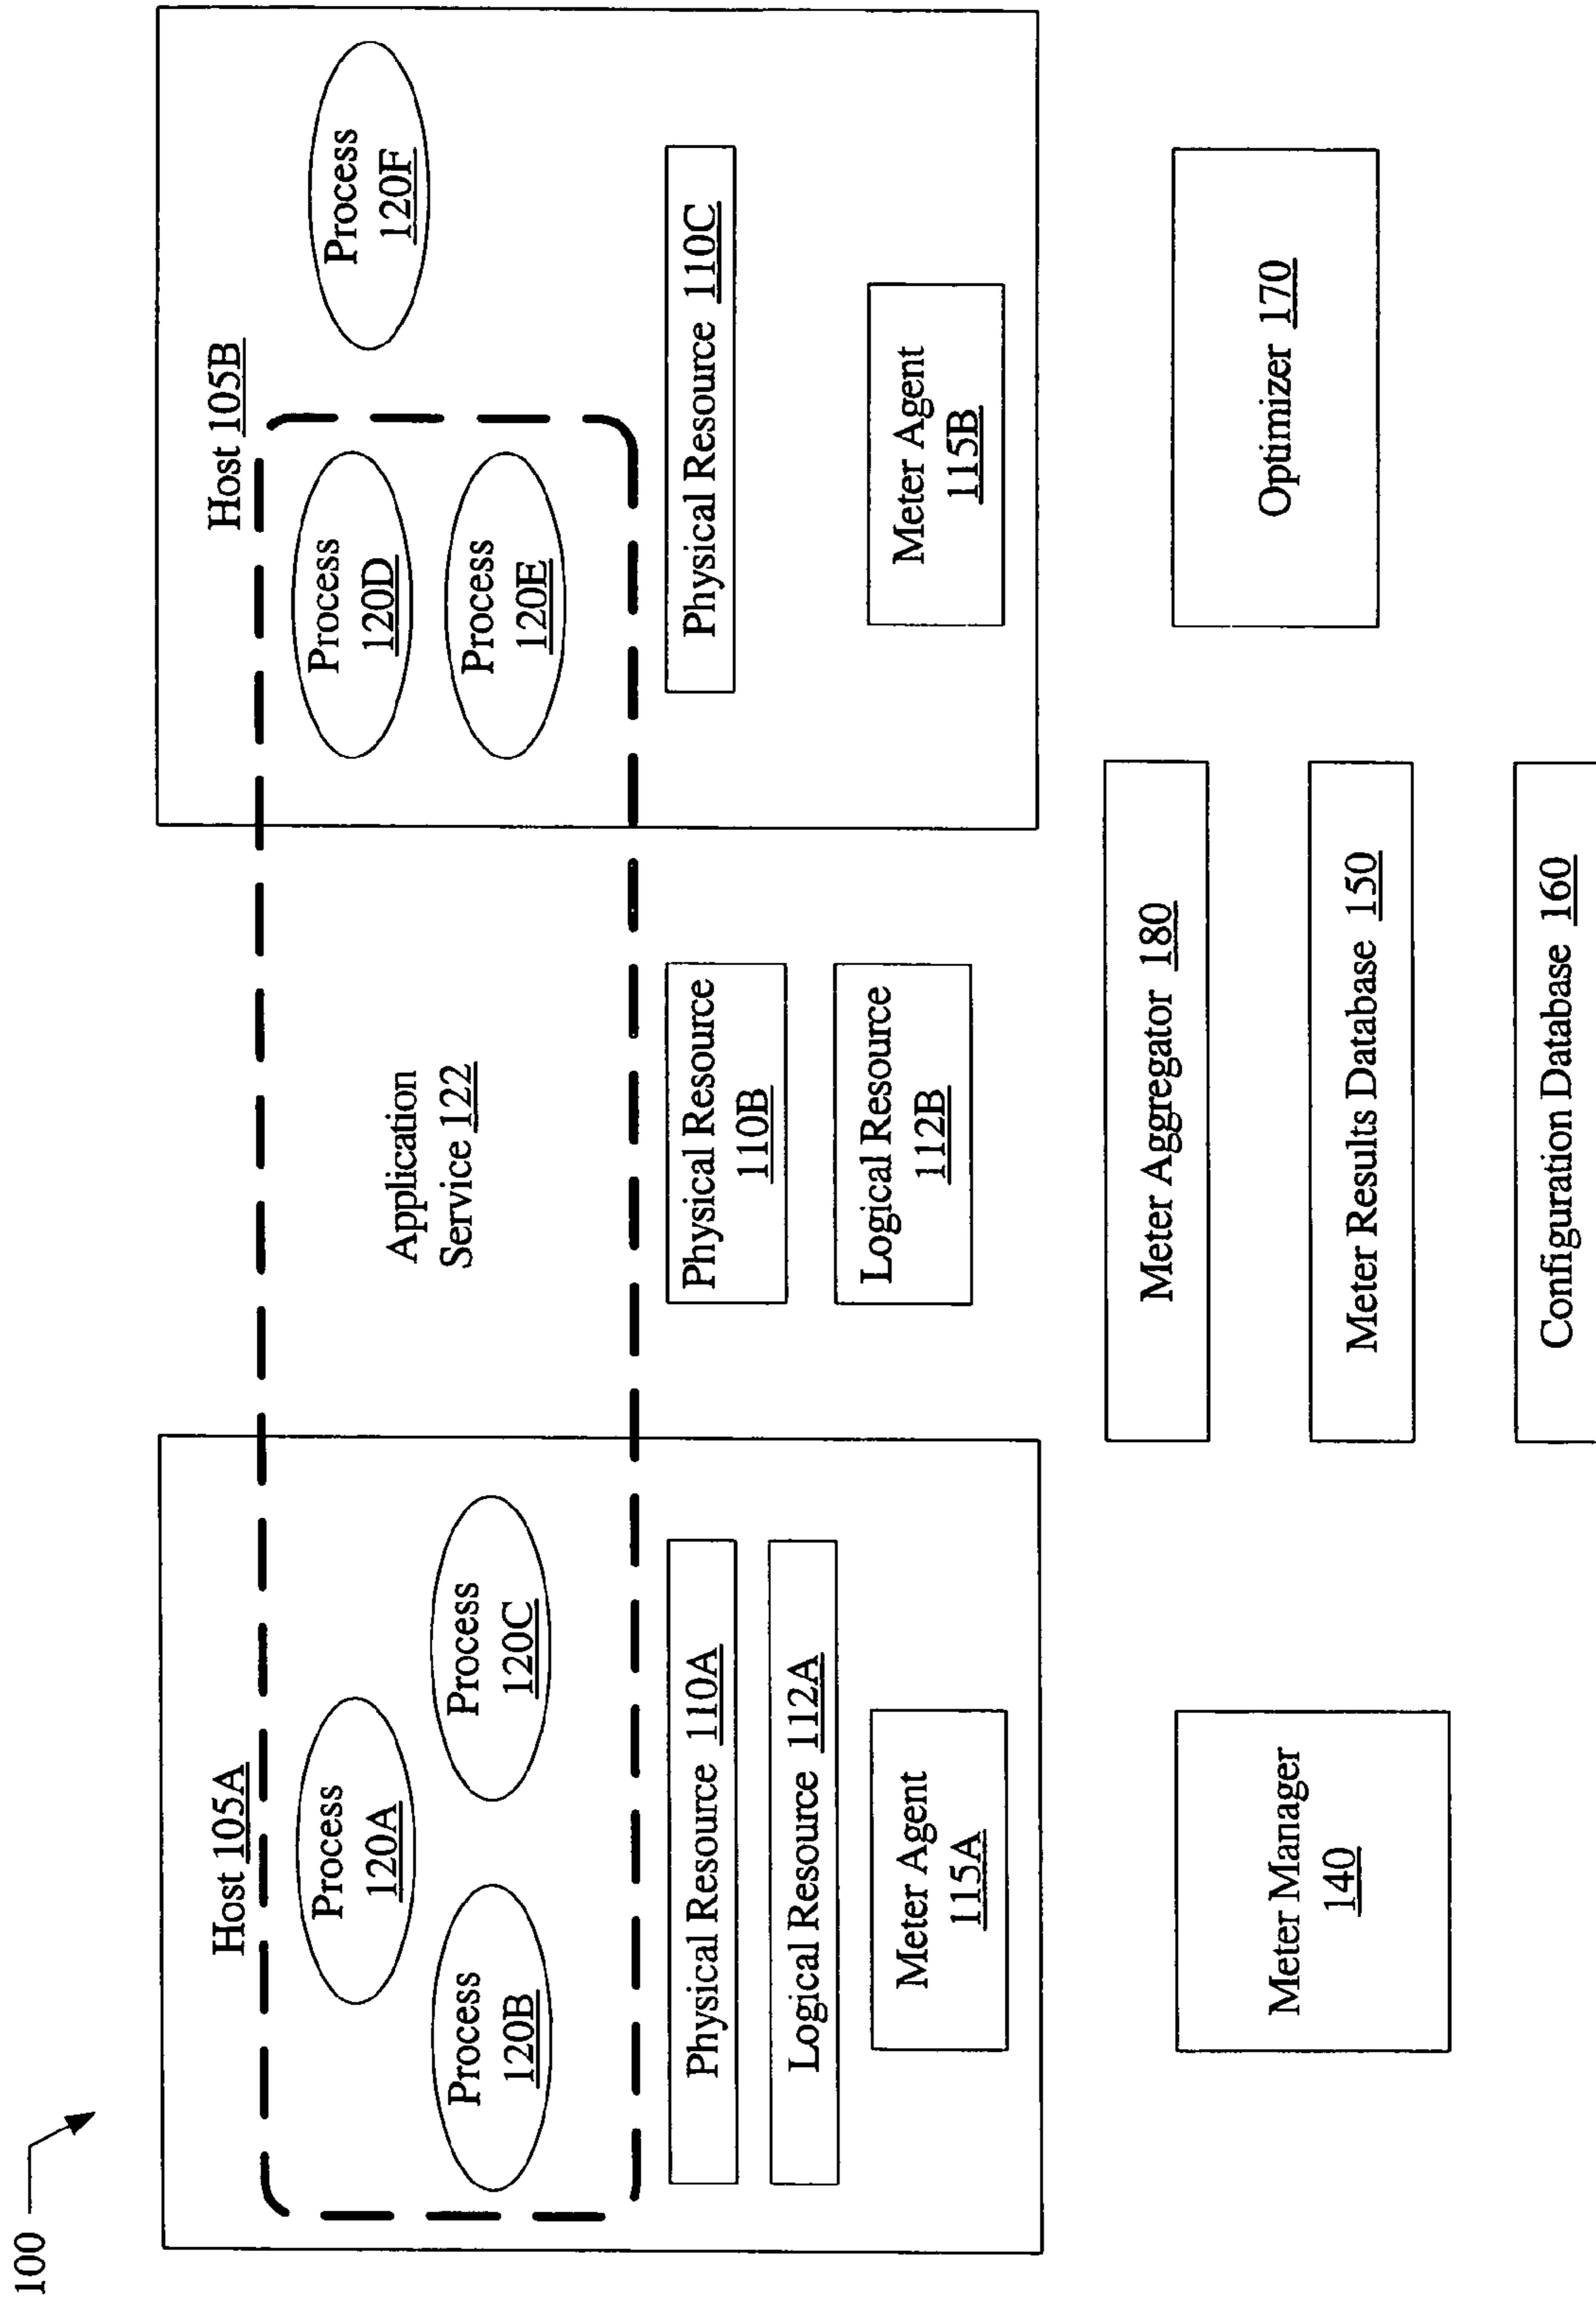 100
Host 105A
Process
120A
Process
120B
Process
120C
Physical Resource 110A
Logical Resource 112A
Meter Agent
115A
Application
Service 122
Physical Resource
110B
Logical Resource
112B
Host 105B
Process
120D
Process
120E
Process
120F
Physical Resource 110C
Meter Agent
115B
Meter Manager
140
Meter Aggregator 180
Meter Results Database 150
Configuration Database 160
Optimizer 170